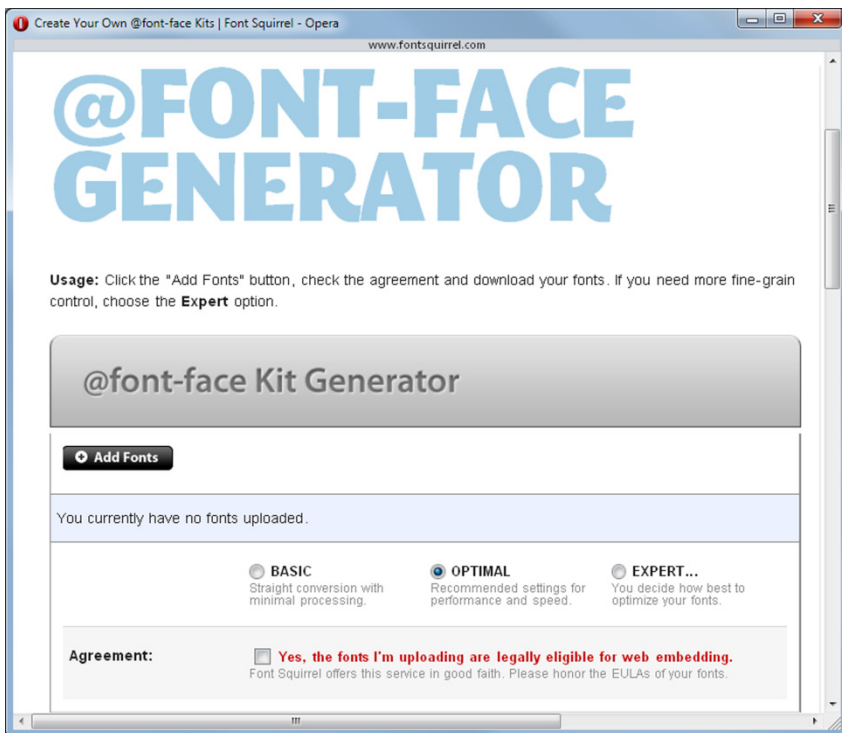 Create Your Own @font-face Kits | Font Squirrel - Opera
www.fontsquirrel.com
@FONT-FACE
GENERATOR
Usage: Click the "Add Fonts" button, check the agreement and download your fonts. If you need more fine-grain
control, choose the Expert option.
@font-face Kit Generator
Add Fonts
You currently have no fonts uploaded.
BASIC
Straight conversion with
minimal processing.
OPTIMAL
Recommended settings for
performance and speed.
EXPERT...
You decide how best to
optimize your fonts.
Agreement:
Yes, the fonts I'm uploading are legally eligible for web embedding.
Font Squirrel offers this service in good faith. Please honor the EULAs of your fonts.